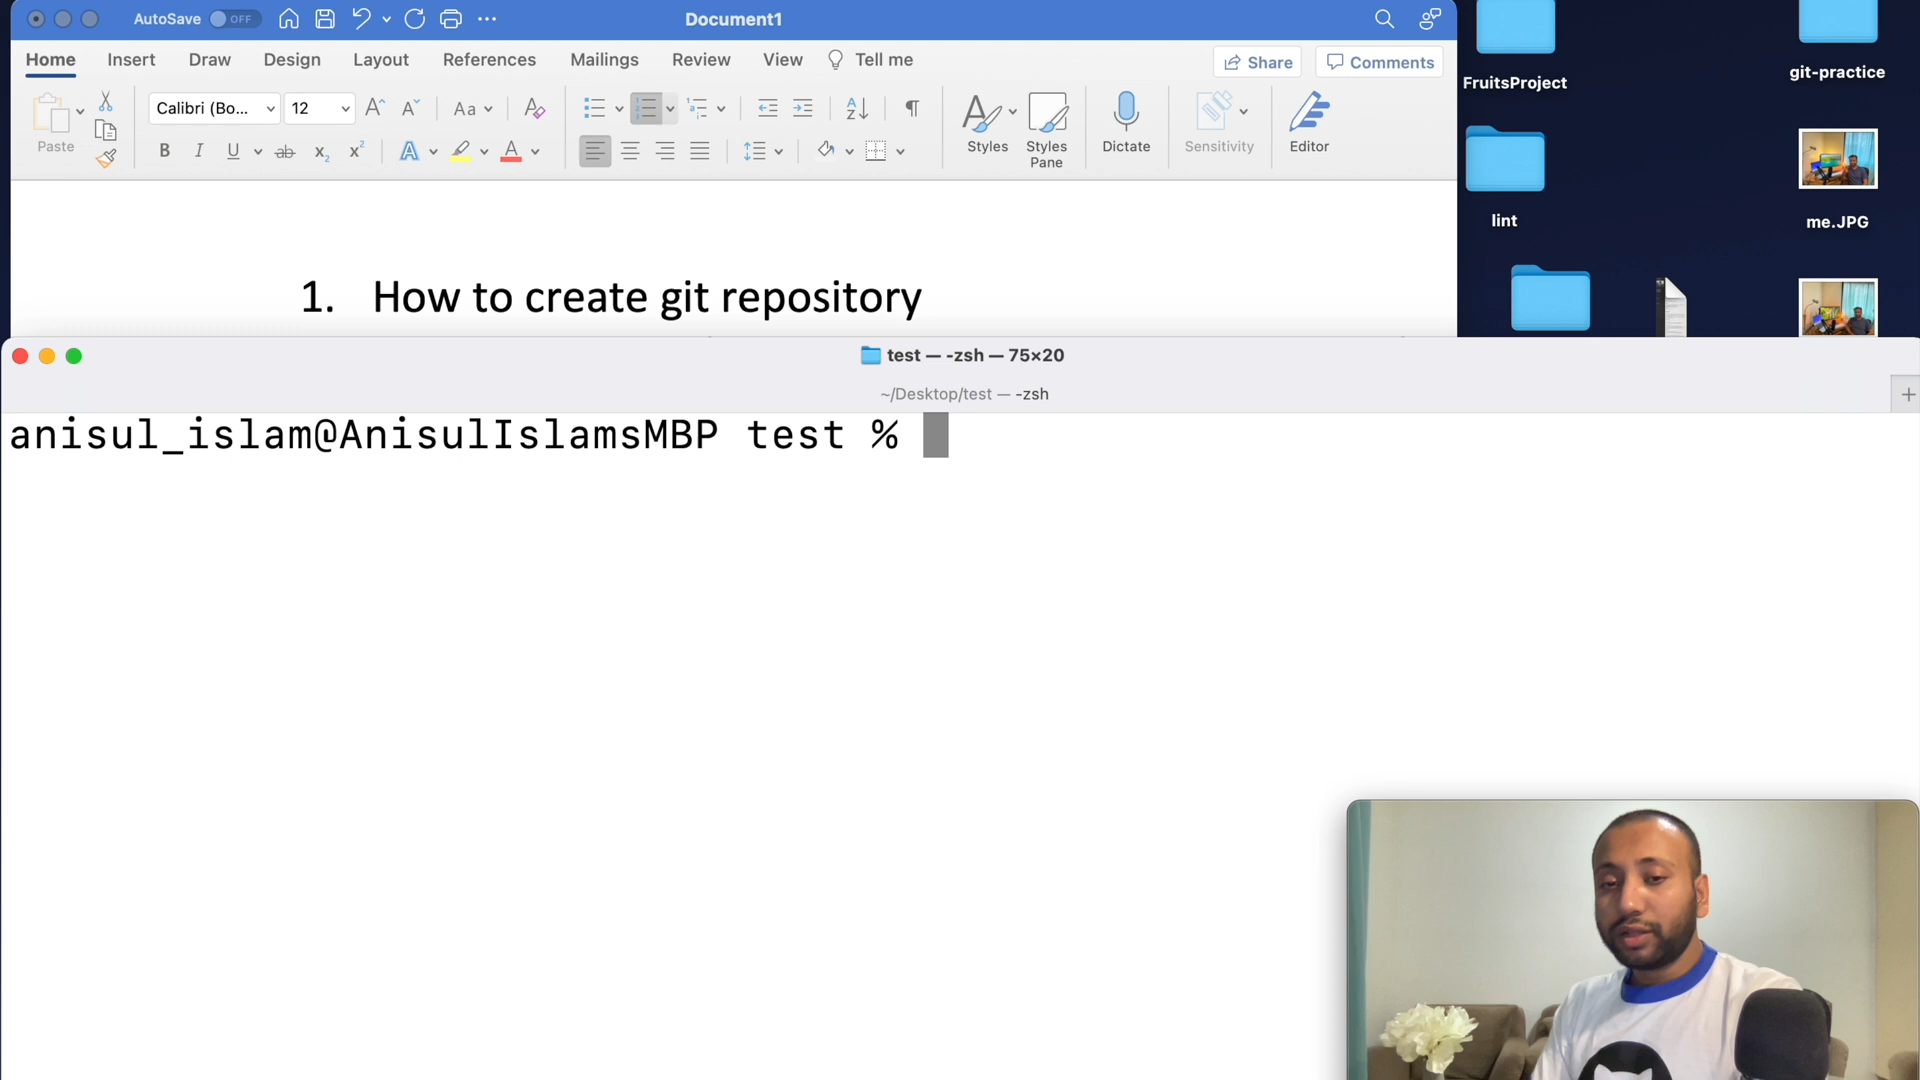 AutoSave OFF
Document1
Home Insert Draw Design Layout References Mailings Review View Tell me
Share Comments
Paste
Calibri (Bo... 12
Styles
Styles Pane
Dictate
Sensitivity
Editor
FruitsProject
git-practice
lint
me.JPG
1. How to create git repository
test — -zsh — 75×20
~/Desktop/test — -zsh
anisul_islam@AnisulIslamsMBP test %